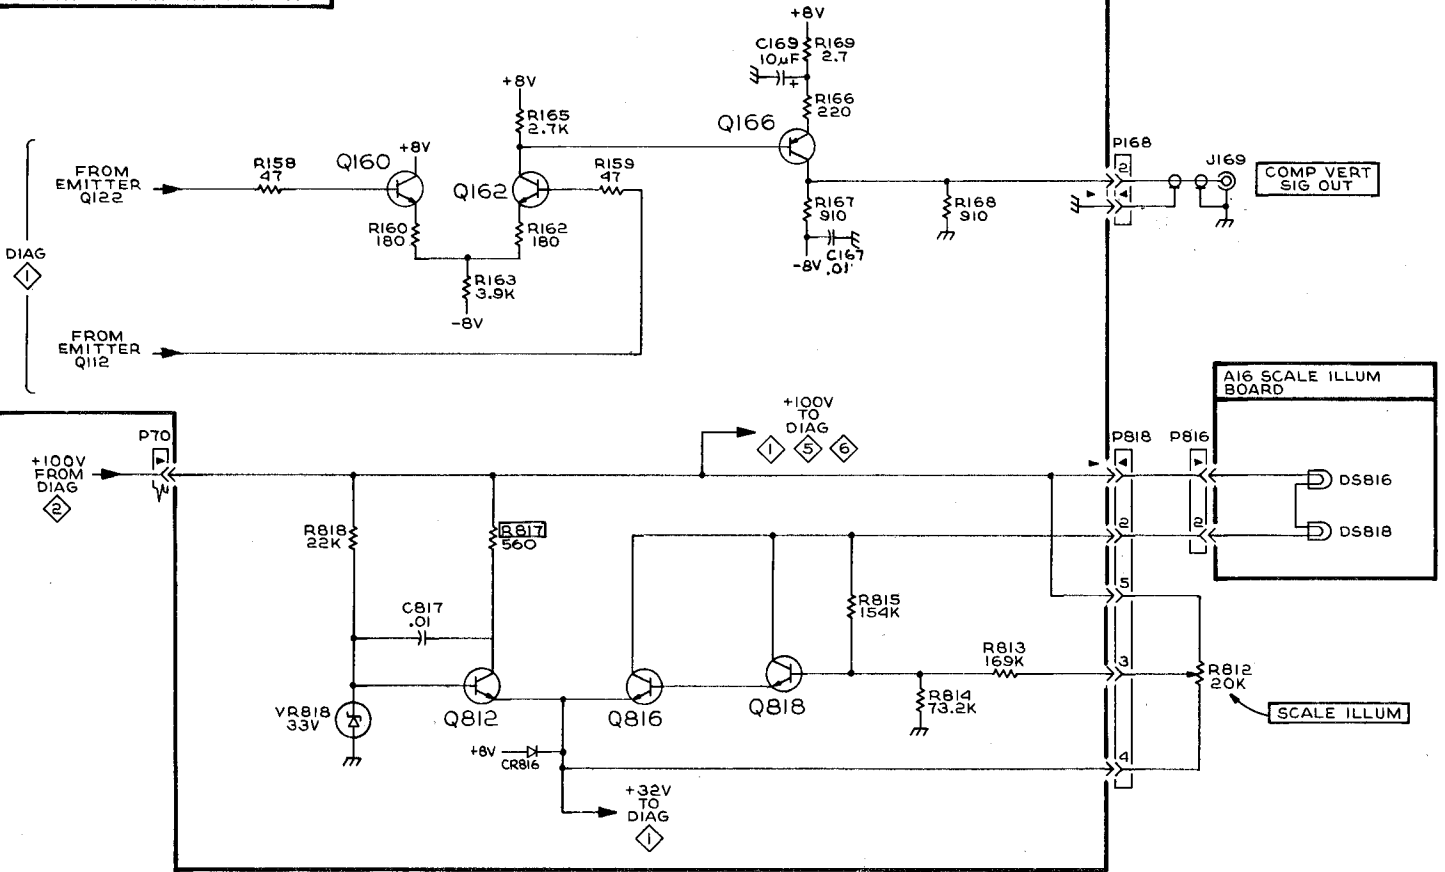 +8V
C169
10µF
R169
2.7
+8V
R165
2.7K
R166
220
Q166
R158
47
Q160
+8V
Q162
R159
47
FROM
EMITTER
Q122
P168
2
J169
COMP VERT
SIG OUT
R167
910
R168
910
R160
180
R162
180
DIAG
1
-8V
C167
.01
R163
3.9K
-8V
FROM
EMITTER
Q112
A16 SCALE ILLUM
BOARD
+100V
TO
DIAG
1
5
6
P70
+100V
FROM
DIAG
2
P818
P816
DS816
R818
22K
R817
560
2
2
DS818
C817
.01
R815
154K
5
R813
169K
3
R812
20K
VR818
33V
Q812
Q816
Q818
R814
73.2K
SCALE ILLUM
+8V
CR816
4
+32V
TO
DIAG
1